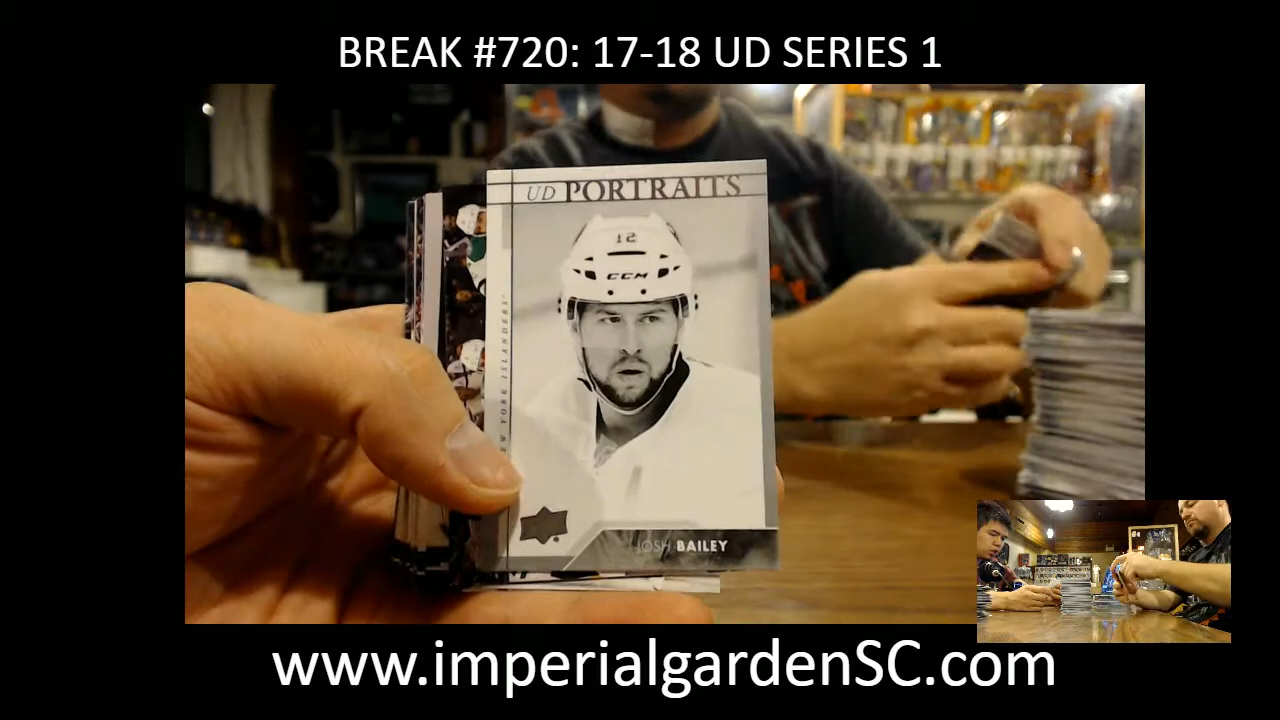 BREAK #720: 17-18 UD SERIES 1
UD PORTRAITS
12
CCM
NEW YORK ISLANDERS
JOSH BAILEY
www.imperialgardenSC.com